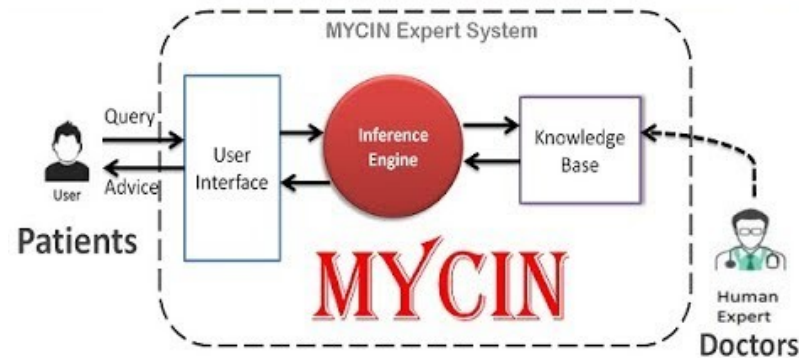 MYCIN Expert System
Query
Advice
User
Patients
User
Interface
Inference
Engine
Knowledge
Base
MYCIN
Human
Expert
Doctors